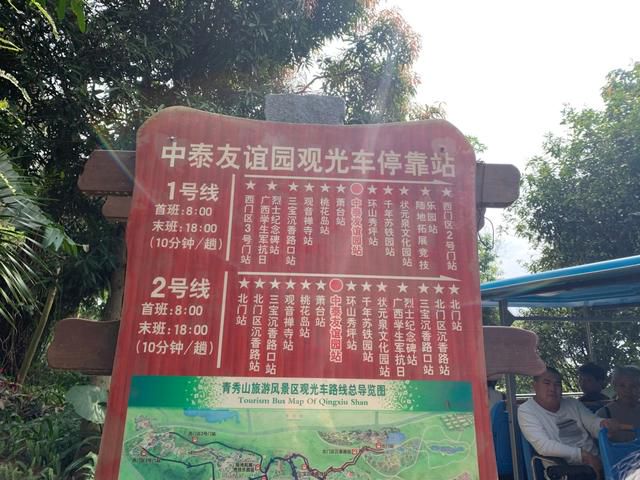 中泰友谊园观光车停靠站
1号线
首班: 8:00
末班: 18:00
(10分钟/趟)
西门区3号门站
广西学生军抗日
烈士纪念碑站
三宝沉香路口站
观音禅寺站
桃花岛站
萧台站
中泰友谊园站
环山秀坪站
千年苏铁园站
状元泉文化园站
陆地拓展竞技
乐园站
西门区2号门站
2号线
首班: 8:00
末班: 18:00
(10分钟/趟)
北门站
北门区沉香路站
三宝沉香路口站
观音禅寺站
桃花岛站
萧台站
中泰友谊园站
环山秀坪站
千年苏铁园站
状元泉文化园站
广西学生军抗日
烈士纪念碑站
三宝沉香路口站
北门区沉香路站
北门站
青秀山旅游风景区观光车路线总导览图
Tourism Bus Map Of Qingxiu Shan